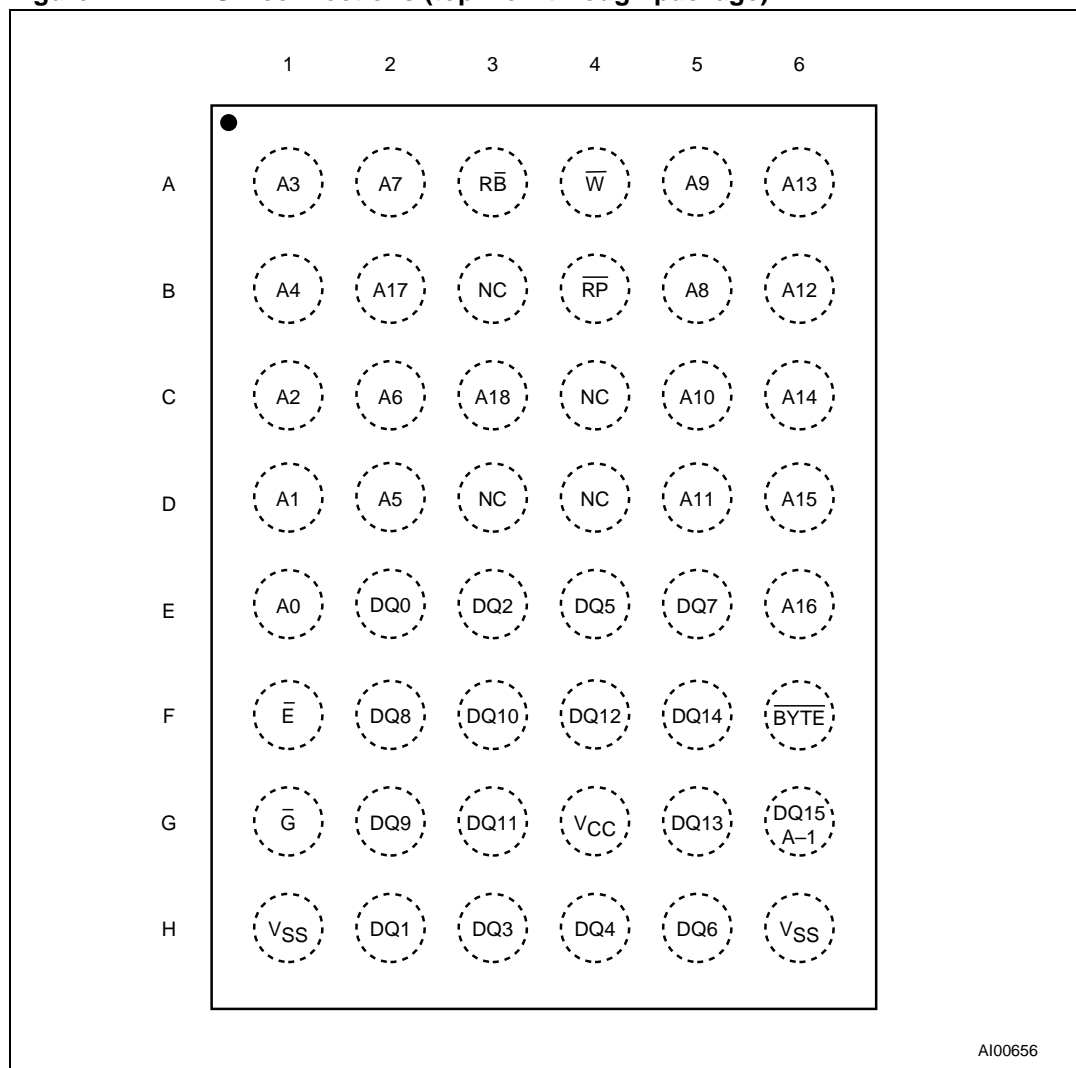 1 2 3 4 5 6
A A3 A7 RB̅ W̅ A9 A13
B A4 A17 NC R̅P̅ A8 A12
C A2 A6 A18 NC A10 A14
D A1 A5 NC NC A11 A15
E A0 DQ0 DQ2 DQ5 DQ7 A16
F E̅ DQ8 DQ10 DQ12 DQ14 B̅Y̅T̅E̅
G G̅ DQ9 DQ11 VCC DQ13 DQ15 A–1
H VSS DQ1 DQ3 DQ4 DQ6 VSS
AI00656